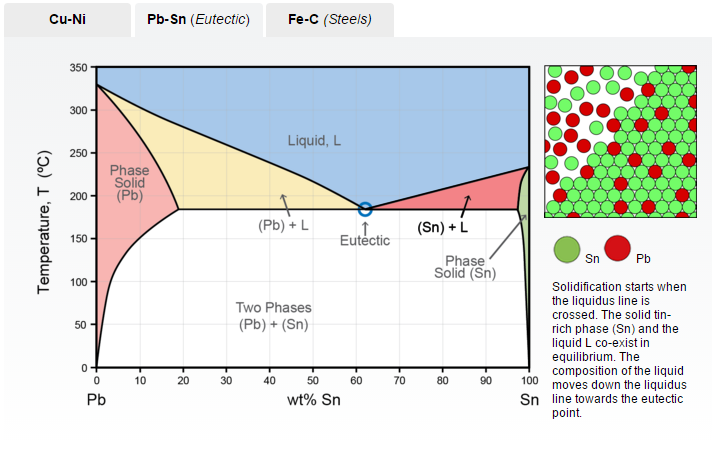 Cu-Ni
Pb-Sn (Eutectic)
Fe-C (Steels)
350
300
250
200
150
100
50
0
Temperature, T (ºC)
Liquid, L
Phase
Solid
(Pb)
(Pb) + L
Eutectic
(Sn) + L
Phase
Solid (Sn)
Two Phases
(Pb) + (Sn)
0 10 20 30 40 50 60 70 80 90 100
Pb wt% Sn Sn
Sn Pb
Solidification starts when
the liquidus line is
crossed. The solid tin-
rich phase (Sn) and the
liquid L co-exist in
equilibrium. The
composition of the liquid
moves down the liquidus
line towards the eutectic
point.